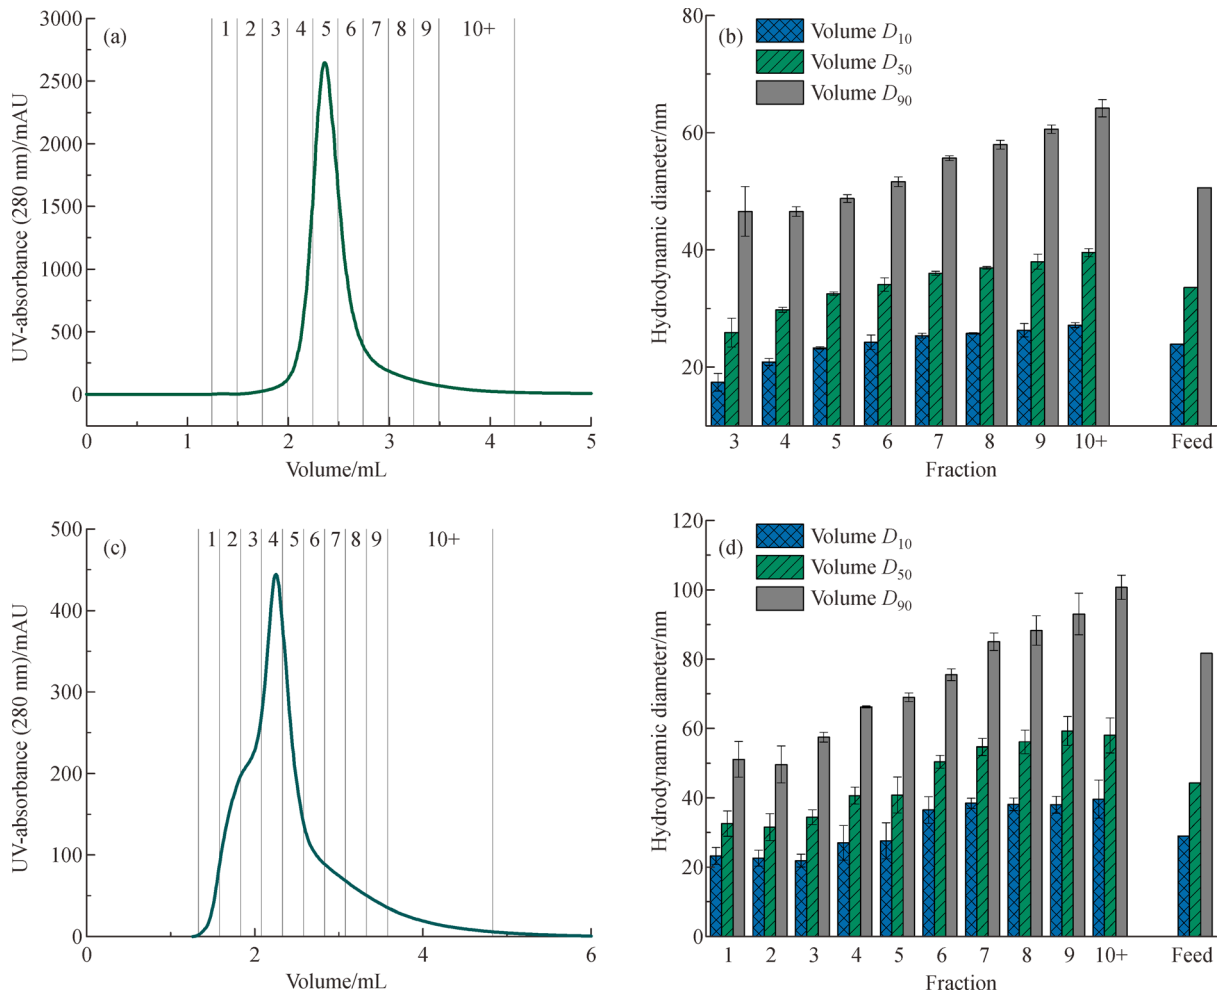 (a)
1 2 3 4 5 6 7 8 9 10+
3000
2500
2000
1500
1000
500
0
UV-absorbance (280 nm)/mAU
0 1 2 3 4 5
Volume/mL
(b)
Volume D10
Volume D50
Volume D90
80
60
40
20
Hydrodynamic diameter/nm
3 4 5 6 7 8 9 10+ Feed
Fraction
(c)
1 2 3 4 5 6 7 8 9 10+
500
400
300
200
100
0
UV-absorbance (280 nm)/mAU
0 2 4 6
Volume/mL
(d)
Volume D10
Volume D50
Volume D90
120
100
80
60
40
20
0
Hydrodynamic diameter/nm
1 2 3 4 5 6 7 8 9 10+ Feed
Fraction